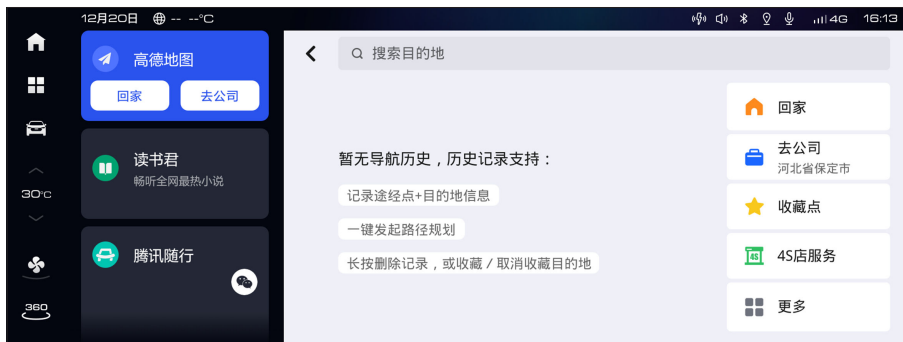 12月20日 -- --°C
4G 16:13
高德地图
回家 去公司
读书君
畅听全网最热小说
腾讯随行
30°C
360
搜索目的地
暂无导航历史，历史记录支持：
记录途经点+目的地信息
一键发起路径规划
长按删除记录，或收藏 / 取消收藏目的地
回家
去公司
河北省保定市
收藏点
4S
4S店服务
更多